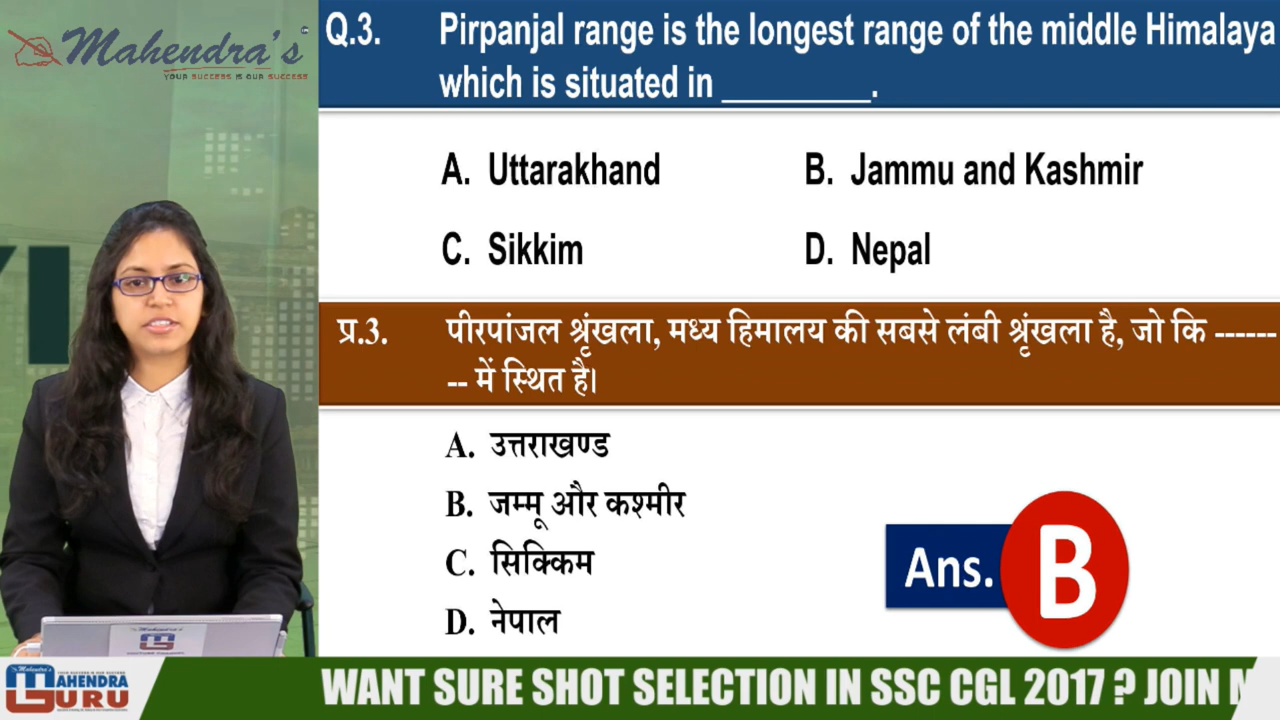 Mahendra's
YOUR SUCCESS IS OUR SUCCESS
Q.3. Pirpanjal range is the longest range of the middle Himalaya
which is situated in _________.
A. Uttarakhand B. Jammu and Kashmir
C. Sikkim D. Nepal
प्र.3. पीरपांजल श्रृंखला, मध्य हिमालय की सबसे लंबी श्रृंखला है, जो कि ------
-- में स्थित है।
A. उत्तराखण्ड
B. जम्मू और कश्मीर
C. सिक्किम
D. नेपाल
Ans. B
Mahendra's
MAHENDRA
GURU
WANT SURE SHOT SELECTION IN SSC CGL 2017 ? JOIN